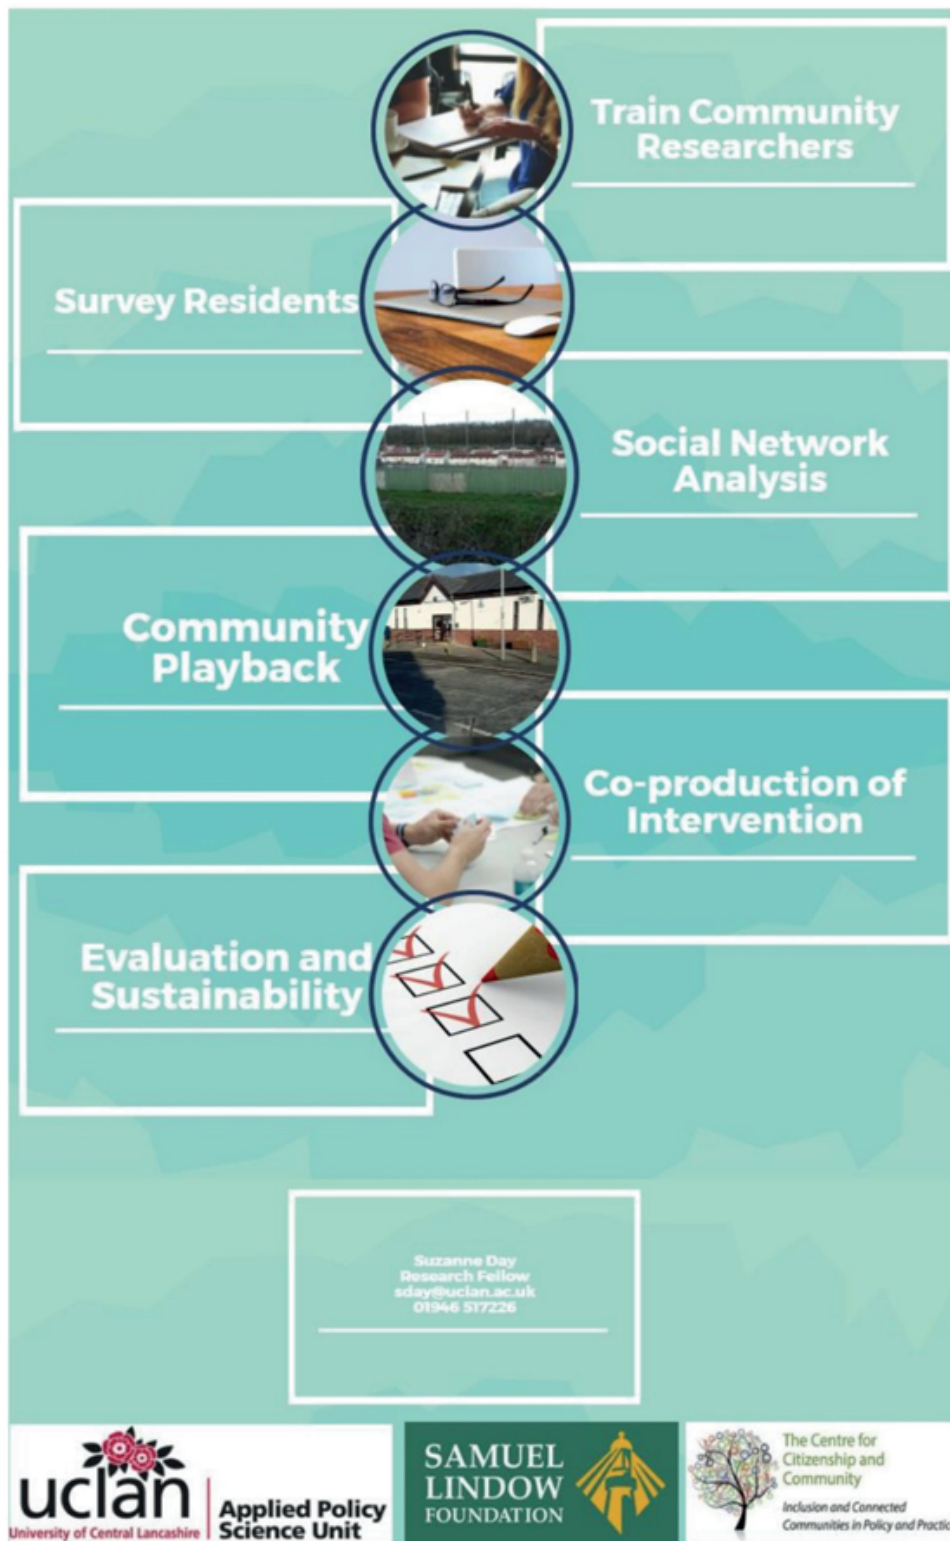 Train Community
Researchers
Survey Residents
Social Network
Analysis
Community
Playback
Co-production of
Intervention
Evaluation and
Sustainability
Suzanne Day
Research Fellow
sday@uclan.ac.uk
01946 517226
uclan
University of Central Lancashire
Applied Policy
Science Unit
SAMUEL
LINDOW
FOUNDATION
The Centre for
Citizenship and
Community
Inclusion and Connected
Communities in Policy and Practic